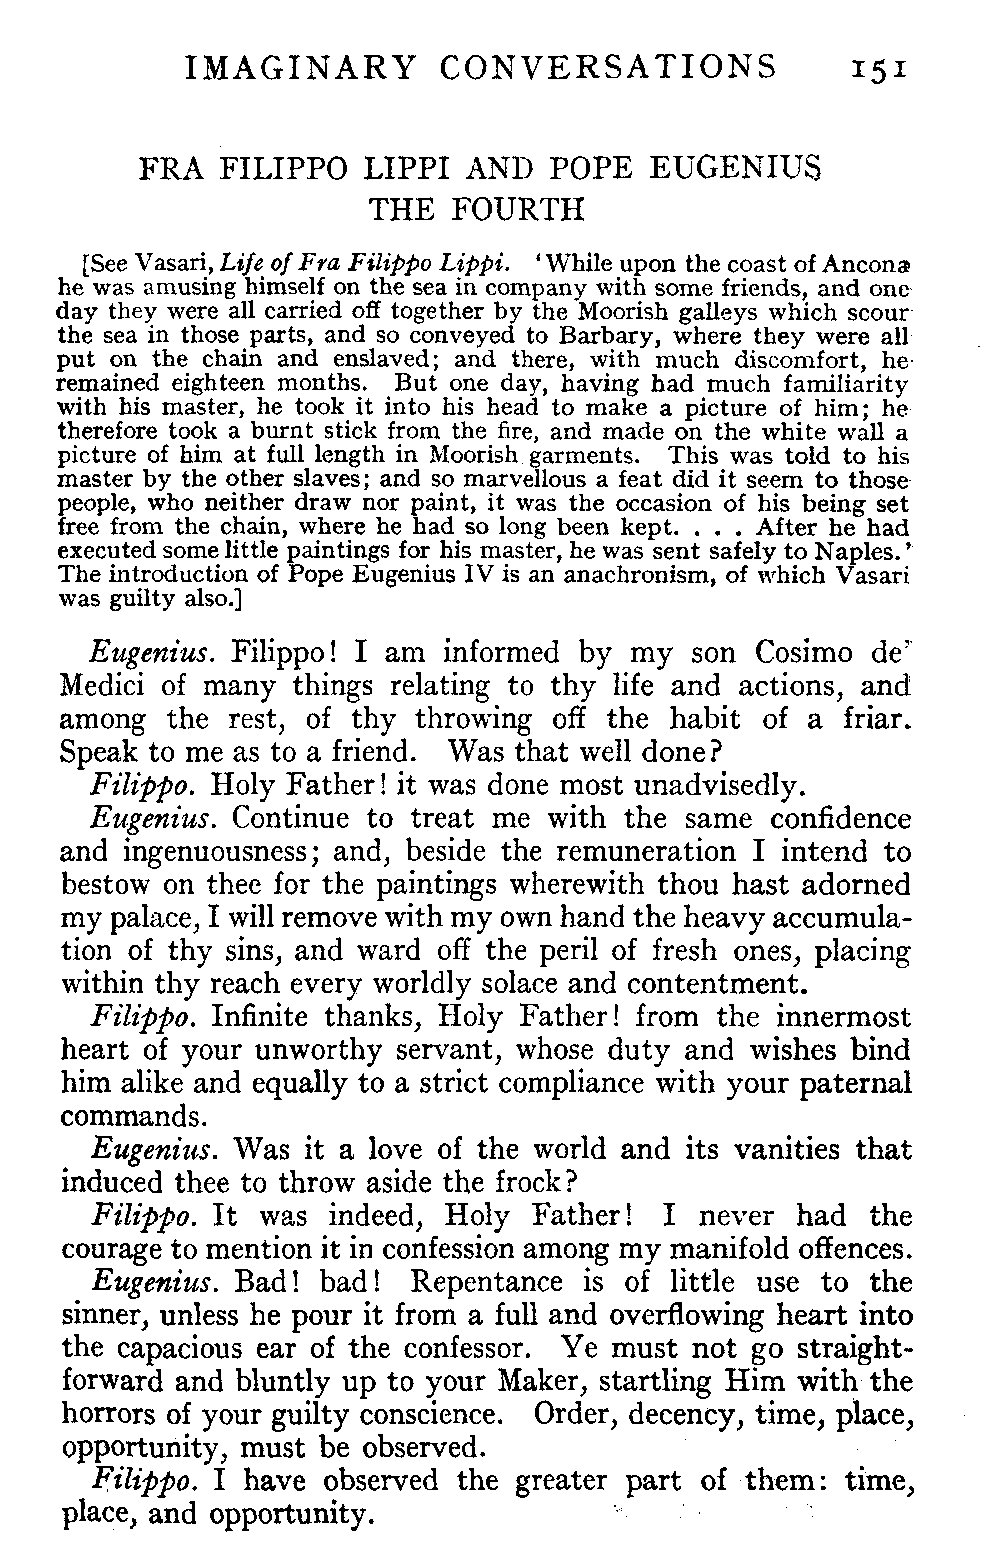 IMAGINARY CONVERSATIONS 151
FRA FILIPPO LIPPI AND POPE EUGENIUS
THE FOURTH
[See Vasari, Life of Fra Filippo Lippi. ‘While upon the coast of Ancona
he was amusing himself on the sea in company with some friends, and one
day they were all carried off together by the Moorish galleys which scour
the sea in those parts, and so conveyed to Barbary, where they were all
put on the chain and enslaved; and there, with much discomfort, he
remained eighteen months. But one day, having had much familiarity
with his master, he took it into his head to make a picture of him; he
therefore took a burnt stick from the fire, and made on the white wall a
picture of him at full length in Moorish garments. This was told to his
master by the other slaves; and so marvellous a feat did it seem to those
people, who neither draw nor paint, it was the occasion of his being set
free from the chain, where he had so long been kept. . . . After he had
executed some little paintings for his master, he was sent safely to Naples.’
The introduction of Pope Eugenius IV is an anachronism, of which Vasari
was guilty also.]
Eugenius. Filippo! I am informed by my son Cosimo de’
Medici of many things relating to thy life and actions, and
among the rest, of thy throwing off the habit of a friar.
Speak to me as to a friend. Was that well done?
Filippo. Holy Father! it was done most unadvisedly.
Eugenius. Continue to treat me with the same confidence
and ingenuousness; and, beside the remuneration I intend to
bestow on thee for the paintings wherewith thou hast adorned
my palace, I will remove with my own hand the heavy accumula-
tion of thy sins, and ward off the peril of fresh ones, placing
within thy reach every worldly solace and contentment.
Filippo. Infinite thanks, Holy Father! from the innermost
heart of your unworthy servant, whose duty and wishes bind
him alike and equally to a strict compliance with your paternal
commands.
Eugenius. Was it a love of the world and its vanities that
induced thee to throw aside the frock?
Filippo. It was indeed, Holy Father! I never had the
courage to mention it in confession among my manifold offences.
Eugenius. Bad! bad! Repentance is of little use to the
sinner, unless he pour it from a full and overflowing heart into
the capacious ear of the confessor. Ye must not go straight-
forward and bluntly up to your Maker, startling Him with the
horrors of your guilty conscience. Order, decency, time, place,
opportunity, must be observed.
Filippo. I have observed the greater part of them: time,
place, and opportunity.